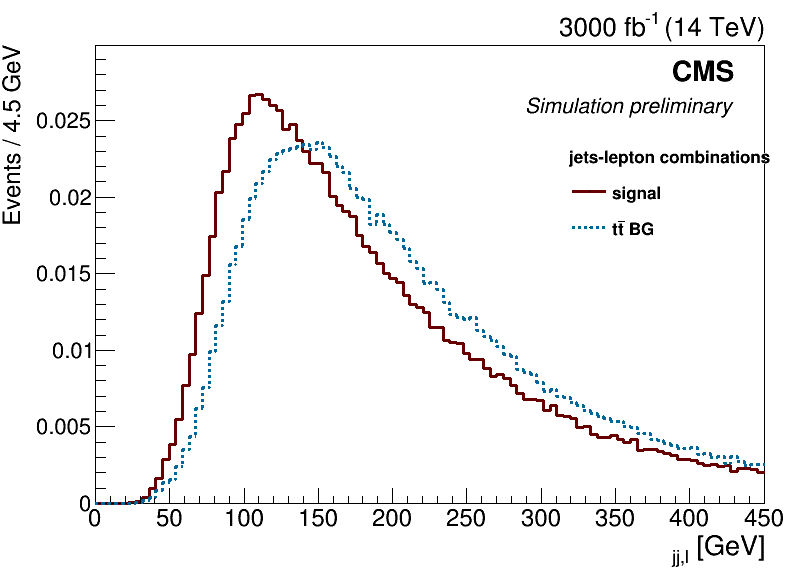 3000 fb⁻¹ (14 TeV)
CMS
Simulation preliminary
jets-lepton combinations
signal
tt̄ BG
Events / 4.5 GeV
0.025
0.02
0.015
0.01
0.005
0
0 50 100 150 200 250 300 350 400 450
jj,l [GeV]